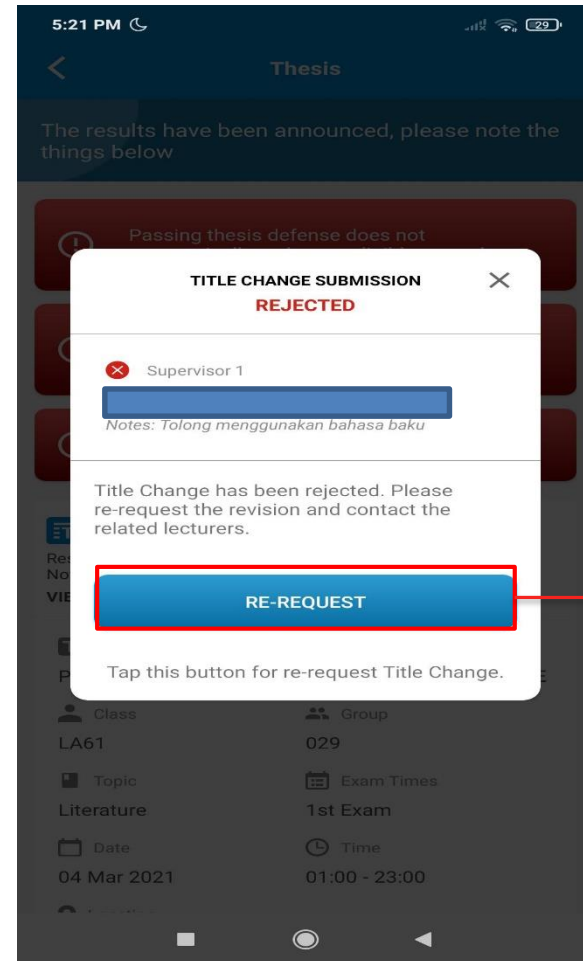 5:21 PM
29
Thesis
The results have been announced, please note the
things below
Passing thesis defense does not
TITLE CHANGE SUBMISSION
REJECTED
Supervisor 1
Notes: Tolong menggunakan bahasa baku
Title Change has been rejected. Please
re-request the revision and contact the
related lecturers.
RE-REQUEST
Tap this button for re-request Title Change.
Class
Group
LA61
029
Topic
Exam Times
Literature
1st Exam
Date
Time
04 Mar 2021
01:00 - 23:00